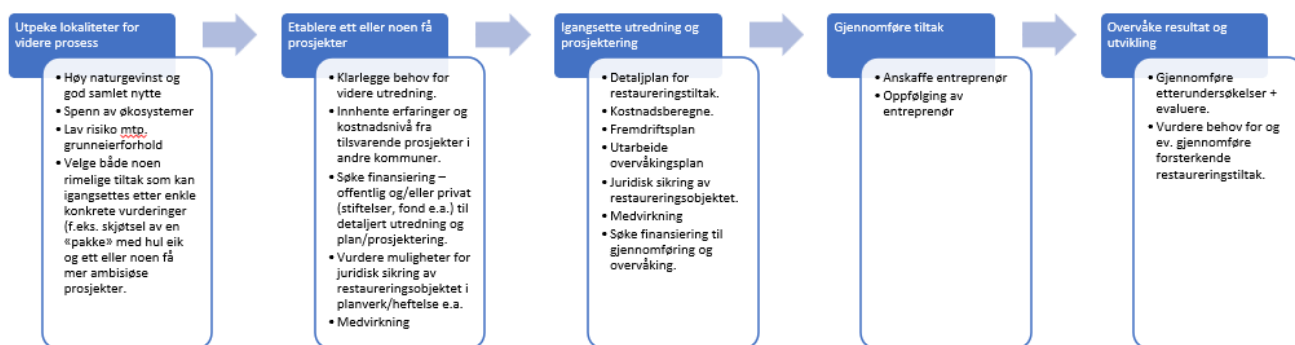 Utpeke lokaliteter for
videre prosess
• Høy naturgevinst og
god samlet nytte
• Spenn av økosystemer
• Lav risiko mtp.
grunneierforhold
• Velge både noen
rimelige tiltak som kan
igangsettes etter enkle
konkrete vurderinger
(f.eks. skjøtsel av en
«pakke» med hul eik
og ett eller noen få
mer ambisiøse
prosjekter.
Etablere ett eller noen få
prosjekter
• Klarlegge behov for
videre utredning.
• Innhente erfaringer og
kostnadsnivå fra
tilsvarende prosjekter i
andre kommuner.
• Søke finansiering –
offentlig og/eller privat
(stiftelser, fond e.a.) til
detaljert utredning og
plan/prosjektering.
• Vurdere muligheter for
juridisk sikring av
restaureringsobjektet i
planverk/heftelse e.a.
• Medvirkning
Igangsette utredning og
prosjektering
• Detaljplan for
restaureringstiltak.
• Kostnadsberegne.
• Fremdriftsplan
• Utarbeide
overvåkingsplan
• Juridisk sikring av
restaureringsobjektet.
• Medvirkning
• Søke finansiering til
gjennomføring og
overvåking.
Gjennomføre tiltak
• Anskaffe entreprenør
• Oppfølging av
entreprenør
Overvåke resultat og
utvikling
• Gjennomføre
etterundersøkelser +
evaluere.
• Vurdere behov for og
ev. gjennomføre
forsterkende
restaureringstiltak.